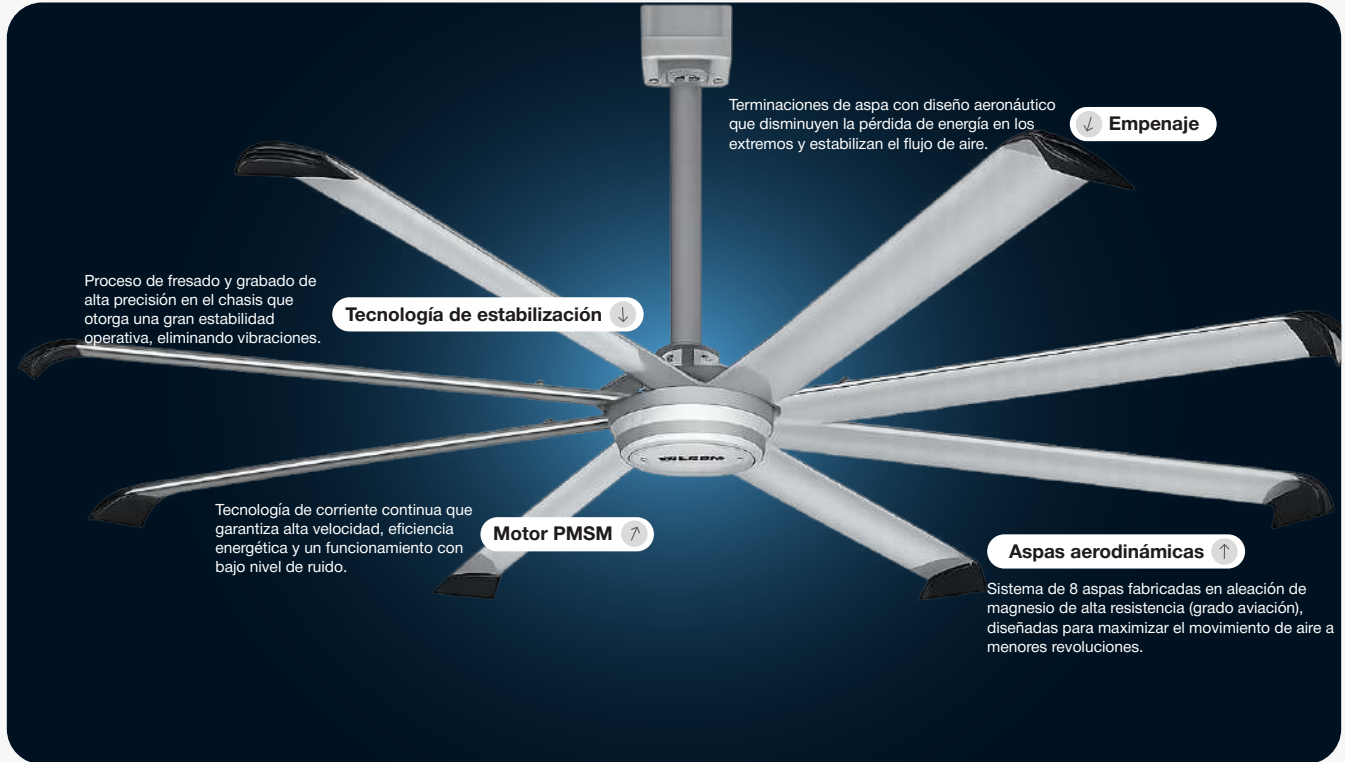 Terminaciones de aspa con diseño aeronáutico
que disminuyen la pérdida de energía en los
extremos y estabilizan el flujo de aire.
Empenaje
Proceso de fresado y grabado de
alta precisión en el chasis que
otorga una gran estabilidad
operativa, eliminando vibraciones.
Tecnología de estabilización
Tecnología de corriente continua que
garantiza alta velocidad, eficiencia
energética y un funcionamiento con
bajo nivel de ruido.
Motor PMSM
Aspas aerodinámicas
Sistema de 8 aspas fabricadas en aleación de
magnesio de alta resistencia (grado aviación),
diseñadas para maximizar el movimiento de aire a
menores revoluciones.